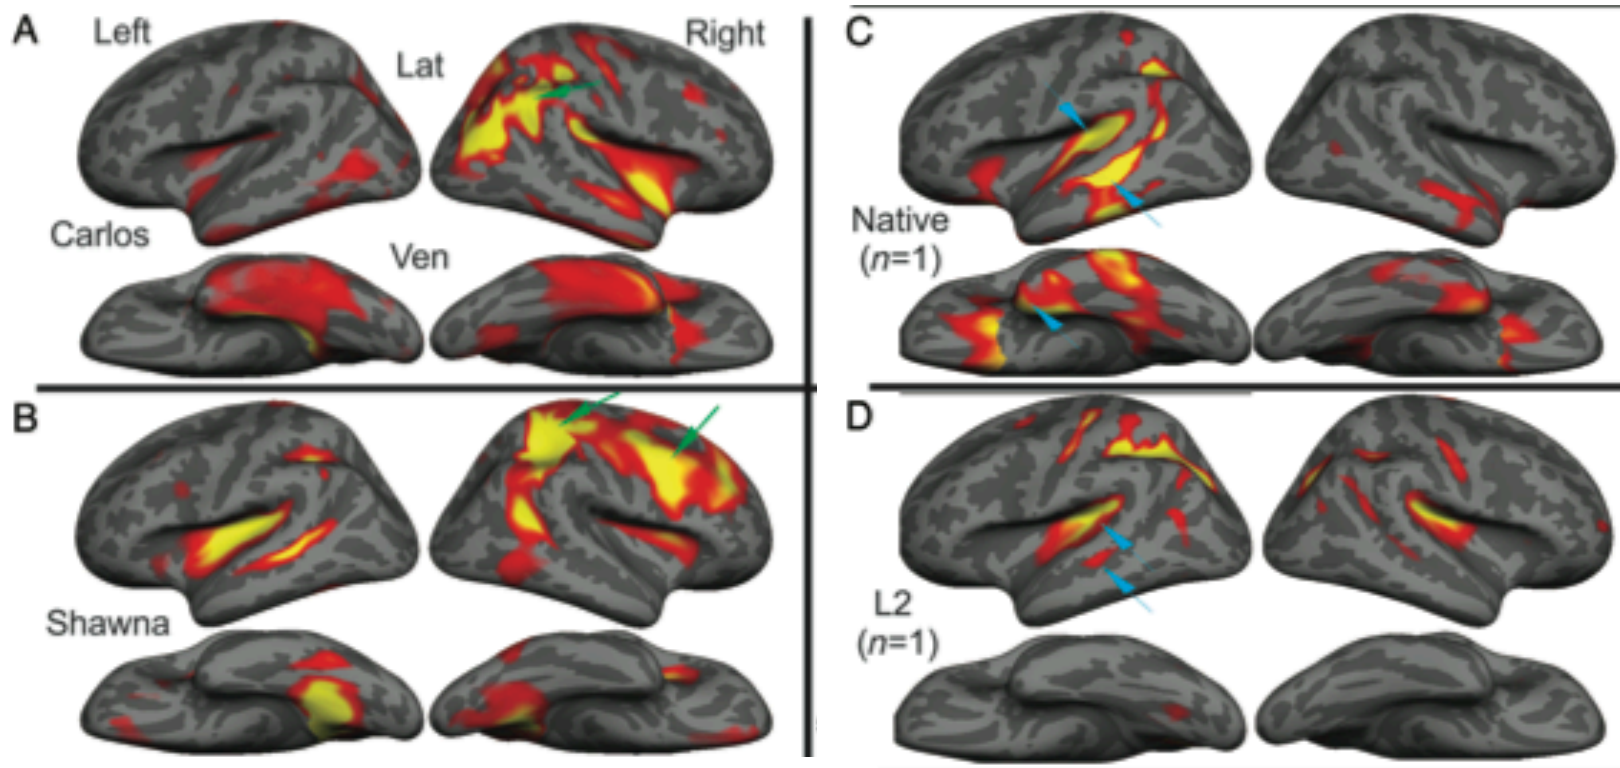 A
Left
Lat
Right
Carlos
Ven
B
Shawna
C
Native
(n=1)
D
L2
(n=1)